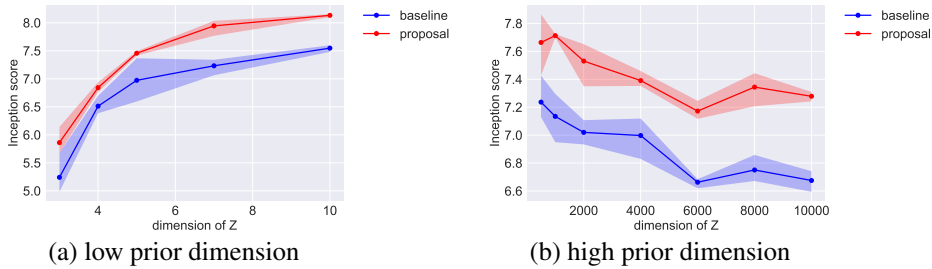 8.0
7.5
7.0
6.5
6.0
5.5
5.0
Inception score
4
6
8
10
dimension of Z
baseline
proposal
(a) low prior dimension
7.8
7.6
7.4
7.2
7.0
6.8
6.6
Inception score
2000
4000
6000
8000
10000
dimension of Z
baseline
proposal
(b) high prior dimension